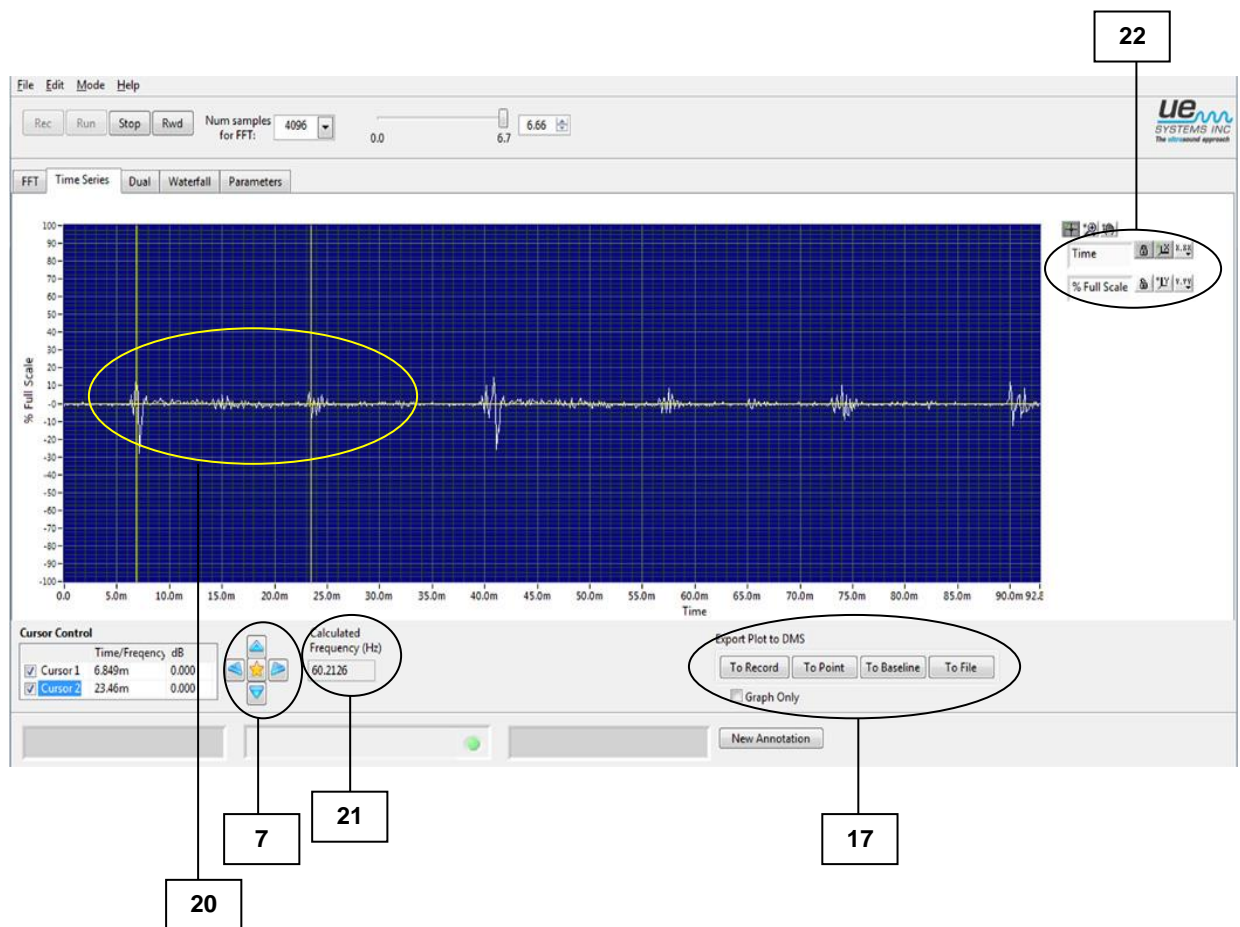 22
File Edit Mode Help
Rec Run Stop Rwd Num samples for FFT: 4096 0.0 6.7 6.66
ue SYSTEMS INC
The ultrasound approach
FFT Time Series Dual Waterfall Parameters
100
90
80
70
60
50
40
30
20
10
-0
-10
-20
-30
-40
-50
-60
-70
-80
-90
-100
% Full Scale
0.0 5.0m 10.0m 15.0m 20.0m 25.0m 30.0m 35.0m 40.0m 45.0m 50.0m 55.0m 60.0m 65.0m 70.0m 75.0m 80.0m 85.0m 90.0m 92.8
Time
Time
% Full Scale
Cursor Control
Time/Freqency dB
Cursor 1 6.849m 0.000
Cursor 2 23.46m 0.000
Calculated
Frequency (Hz)
60.2126
Export Plot to DMS
To Record To Point To Baseline To File
Graph Only
New Annotation
7
21
17
20